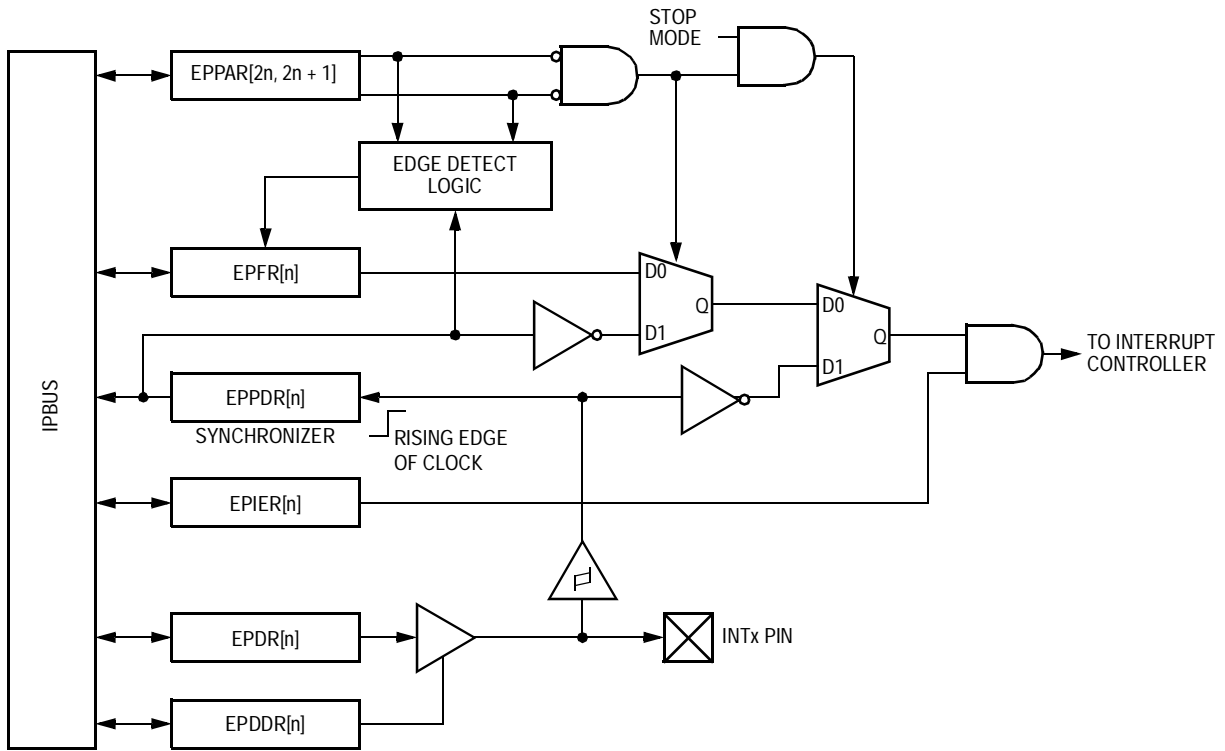 STOP
MODE
EPPAR[2n, 2n + 1]
EDGE DETECT
LOGIC
EPFR[n]
D0
Q
D1
D0
Q
D1
TO INTERRUPT
CONTROLLER
IPBUS
EPPDR[n]
SYNCHRONIZER
RISING EDGE
OF CLOCK
EPIER[n]
EPDR[n]
INTx PIN
EPDDR[n]